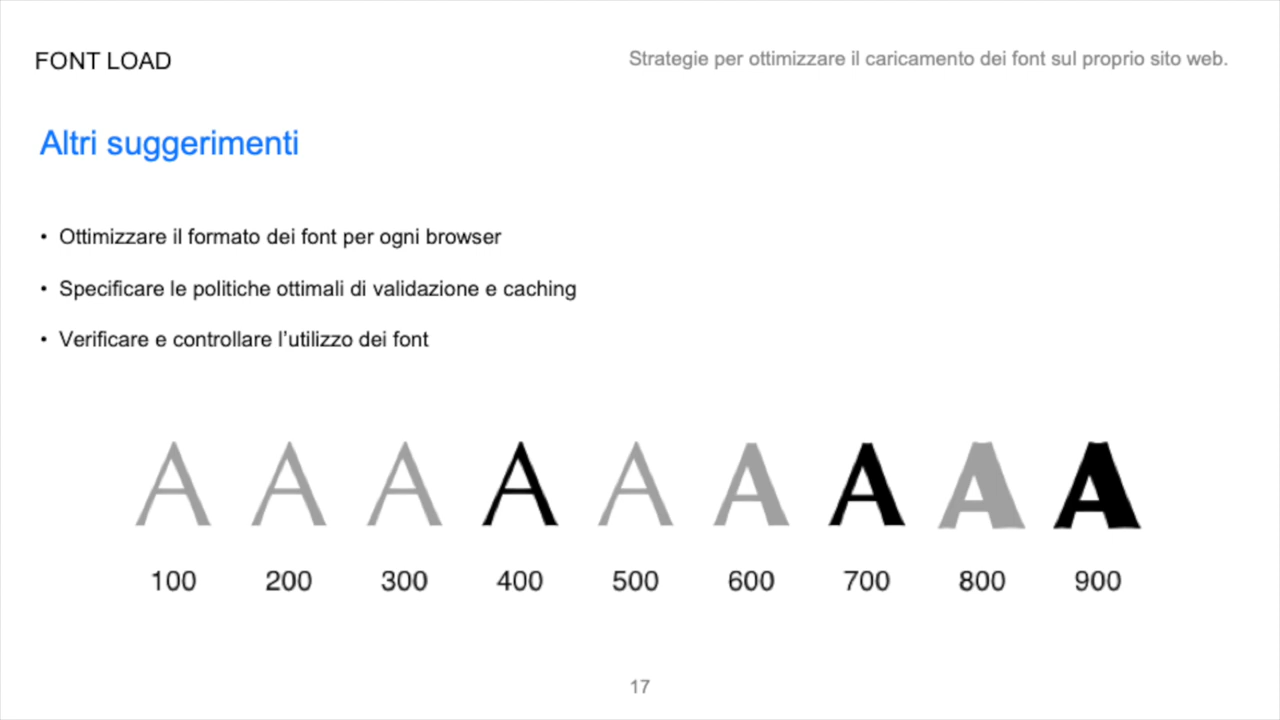 FONT LOAD
Strategie per ottimizzare il caricamento dei font sul proprio sito web.
Altri suggerimenti
• Ottimizzare il formato dei font per ogni browser
• Specificare le politiche ottimali di validazione e caching
• Verificare e controllare l’utilizzo dei font
A A A A A A A A A
100 200 300 400 500 600 700 800 900
17